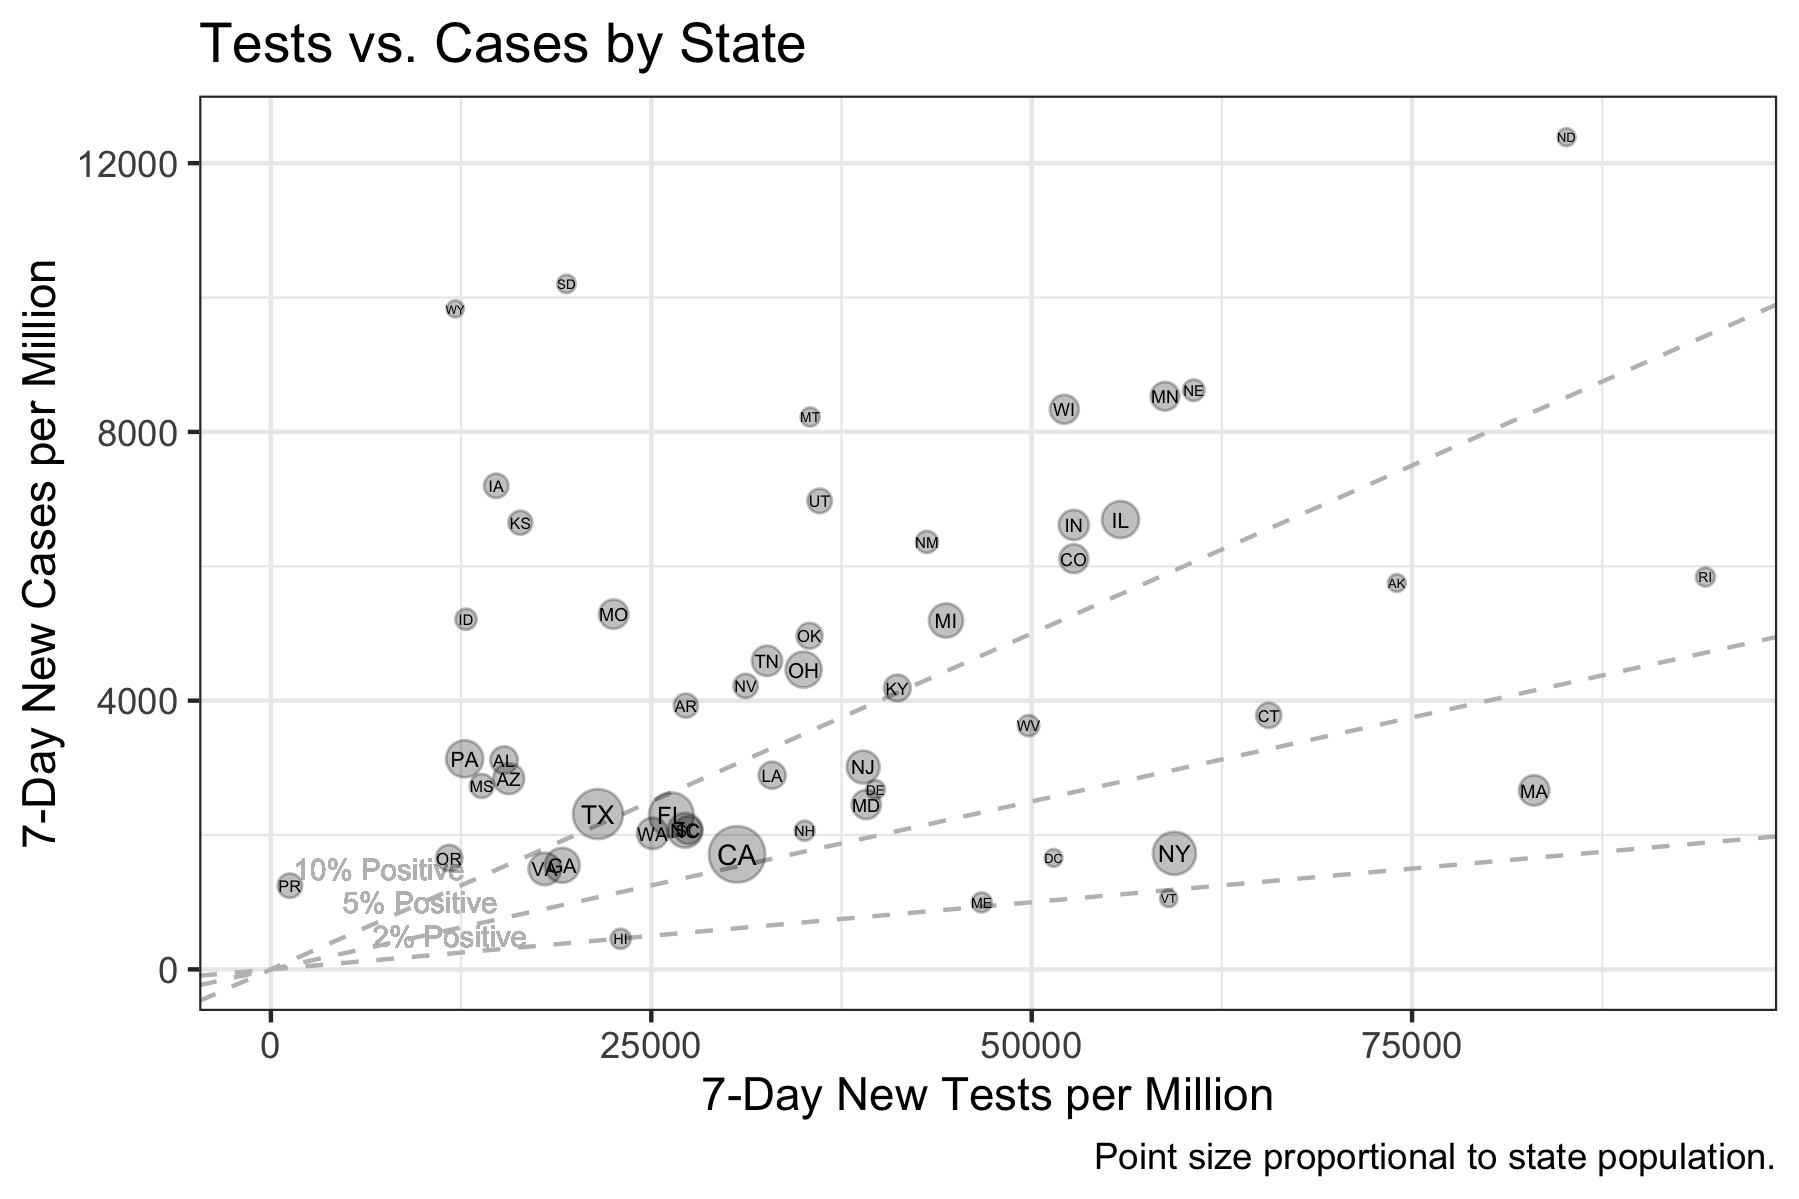 Tests vs. Cases by State
12000
8000
4000
0
7-Day New Cases per Million
ND
SD
WY
NE
MN
WI
MT
IA
UT
KS
IL
IN
NM
CO
RI
AK
MI
MO
ID
OK
TN
OH
NV
KY
AR
CT
WV
PA
AL
NJ
LA
AZ
MS
DE
MA
MD
TX
FL
NC
SC
WA
NH
CA
NY
OR
DC
GA
VA
10% Positive
PR
VT
5% Positive
ME
2% Positive
HI
0
25000
50000
75000
7-Day New Tests per Million
Point size proportional to state population.